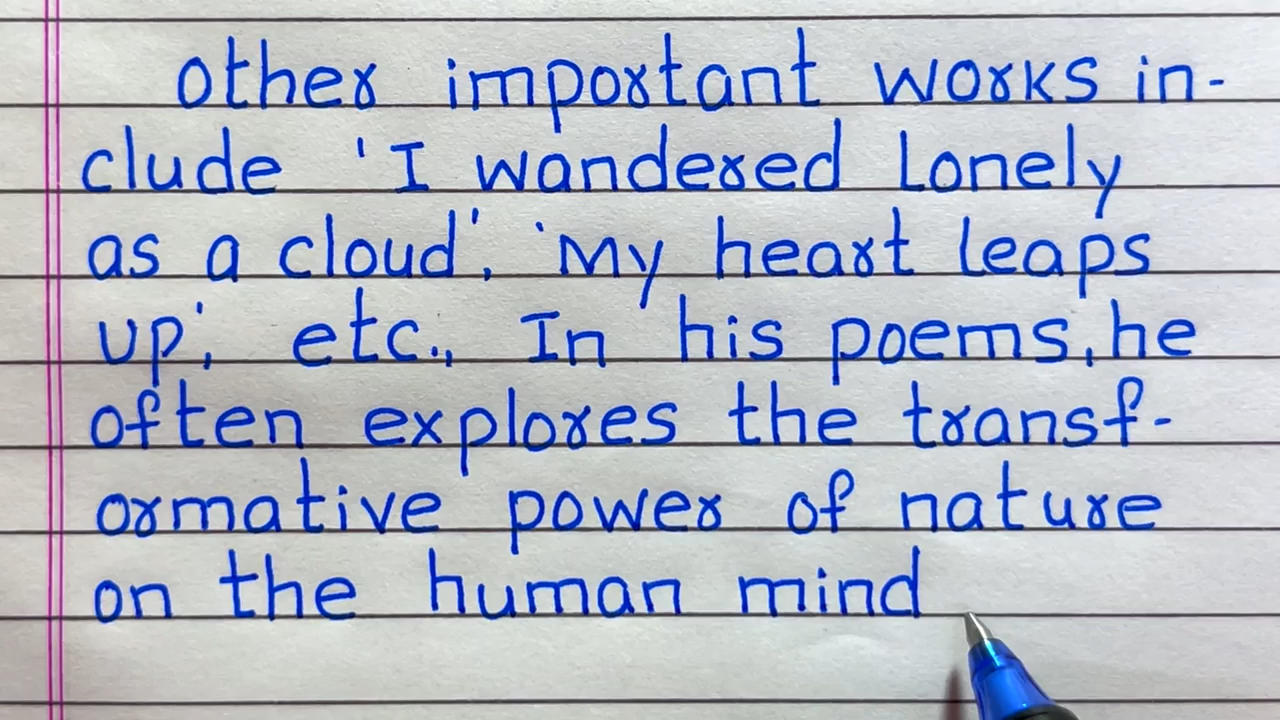 other important works in-
clude 'I wandered Lonely
as a cloud', 'My heart leaps
up', etc., In his poems, he
often explores the transf-
ormative power of nature
on the human mind